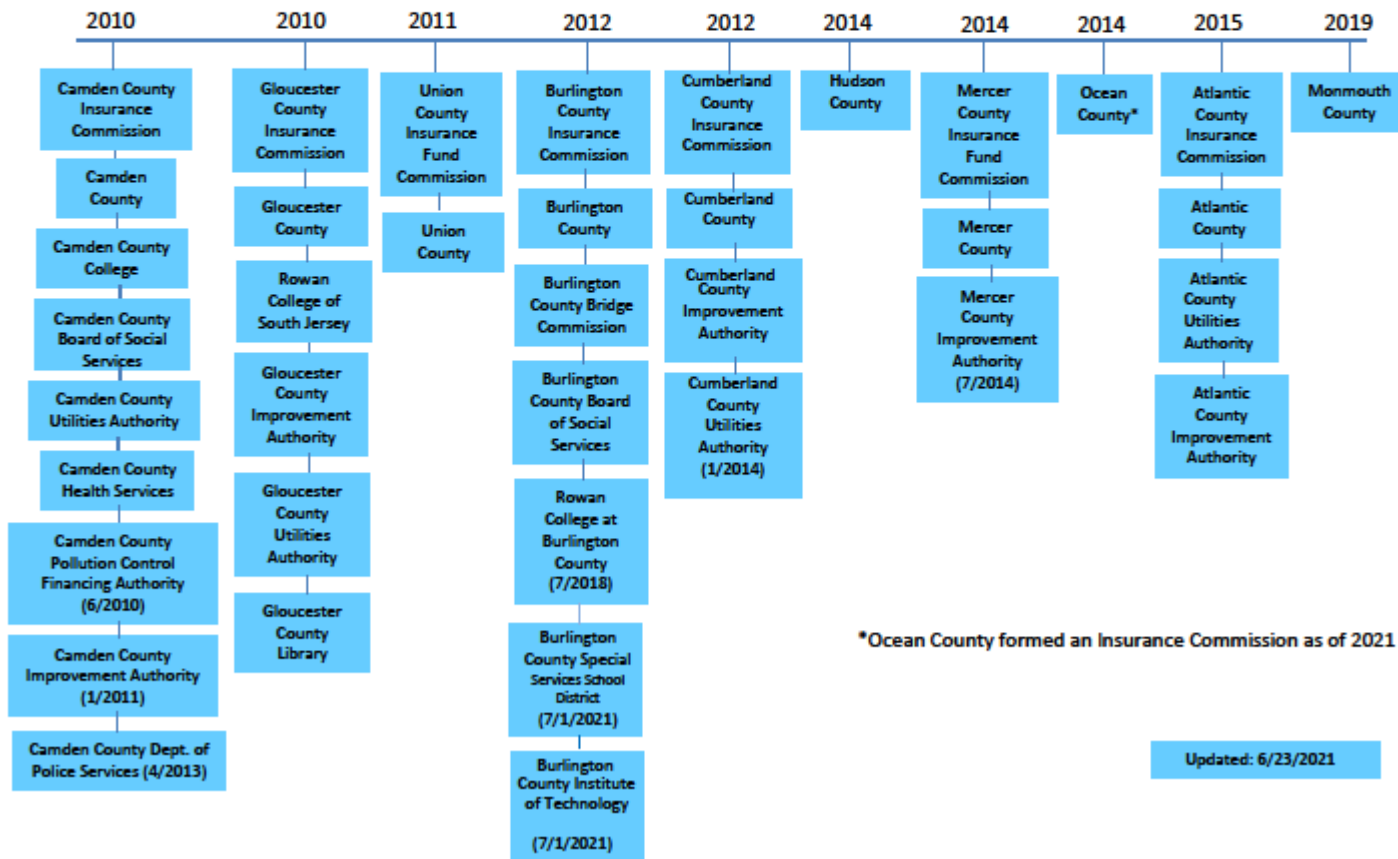 2010
2010
2011
2012
2012
2014
2014
2014
2015
2019
Camden County
Insurance
Commission
Camden
County
Camden County
College
Camden County
Board of Social
Services
Camden County
Utilities Authority
Camden County
Health Services
Camden County
Pollution Control
Financing Authority
(6/2010)
Camden County
Improvement Authority
(1/2011)
Camden County Dept. of
Police Services (4/2013)
Gloucester
County
Insurance
Commission
Gloucester
County
Rowan
College of
South Jersey
Gloucester
County
Improvement
Authority
Gloucester
County
Utilities
Authority
Gloucester
County
Library
Union
County
Insurance
Fund
Commission
Union
County
Burlington
County
Insurance
Commission
Burlington
County
Burlington
County Bridge
Commission
Burlington
County Board
of Social
Services
Rowan
College at
Burlington
County
(7/2018)
Burlington
County Special
Services School
District
(7/1/2021)
Burlington
County Institute
of Technology
(7/1/2021)
Cumberland
County
Insurance
Commission
Cumberland
County
Cumberland
County
Improvement
Authority
Cumberland
County
Utilities
Authority
(1/2014)
Hudson
County
Mercer
County
Insurance
Fund
Commission
Mercer
County
Mercer
County
Improvement
Authority
(7/2014)
Ocean
County*
Atlantic
County
Insurance
Commission
Atlantic
County
Atlantic
County
Utilities
Authority
Atlantic
County
Improvement
Authority
Monmouth
County
*Ocean County formed an Insurance Commission as of 2021
Updated: 6/23/2021